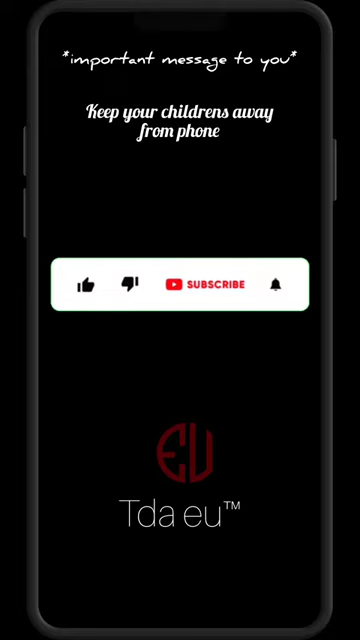 *important message to you*
Keep your childrens away
from phone
SUBSCRIBE
EU
Tda eu™